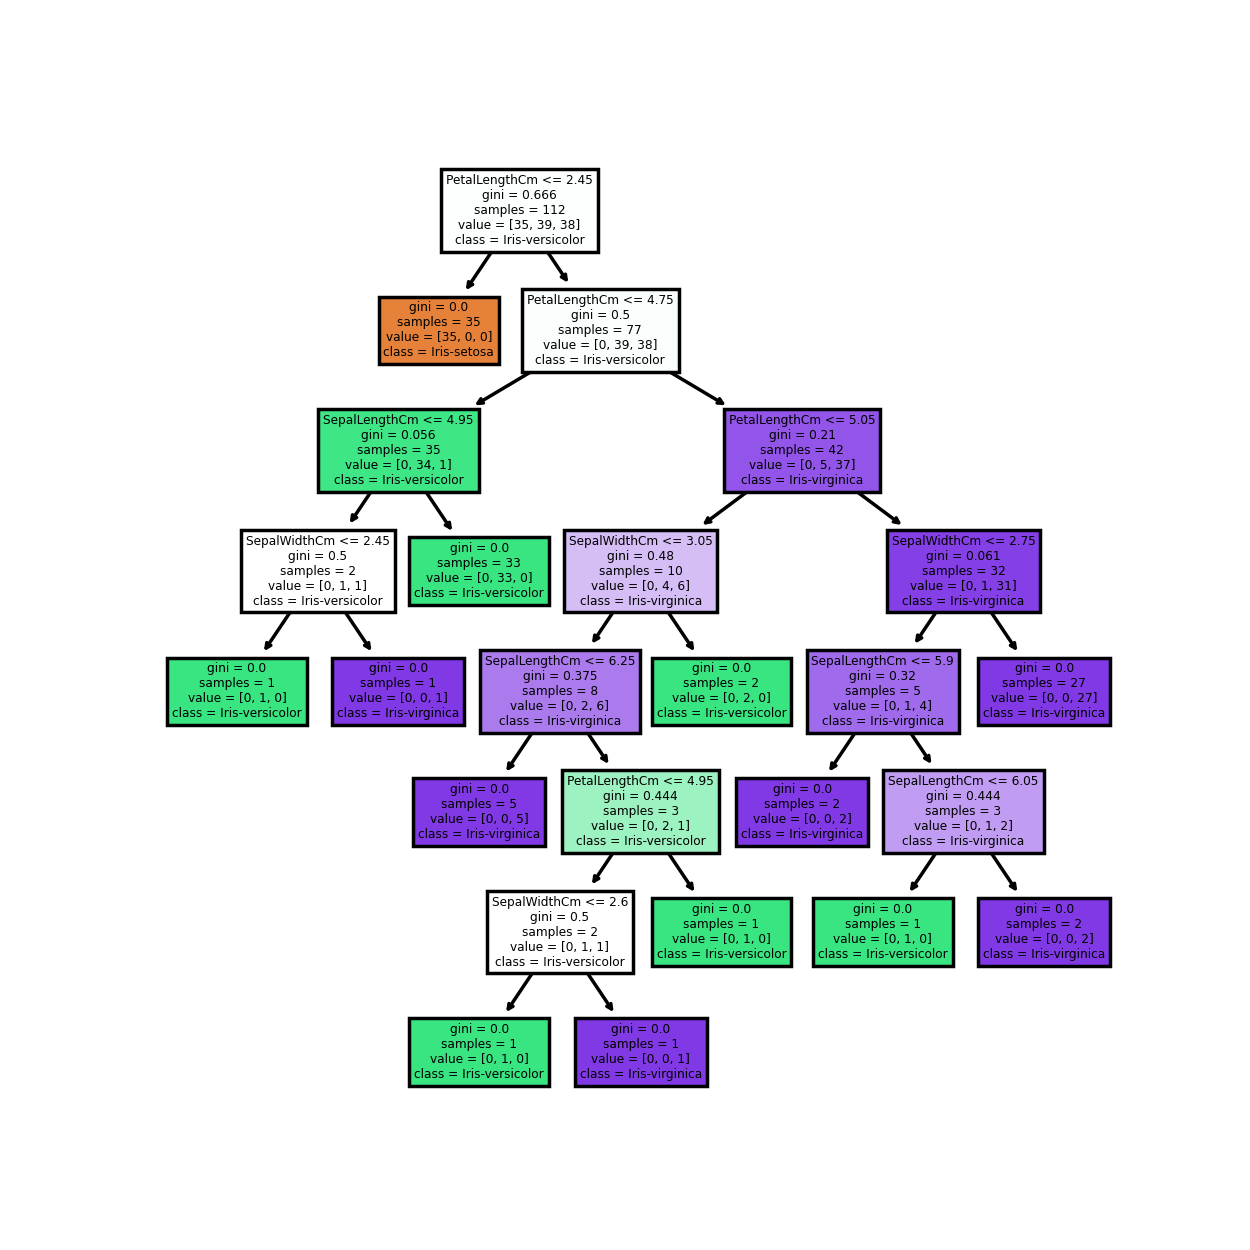 PetalLengthCm <= 2.45
gini = 0.666
samples = 112
value = [35, 39, 38]
class = Iris-versicolor
gini = 0.0
samples = 35
value = [35, 0, 0]
class = Iris-setosa
PetalLengthCm <= 4.75
gini = 0.5
samples = 77
value = [0, 39, 38]
class = Iris-versicolor
SepalLengthCm <= 4.95
gini = 0.056
samples = 35
value = [0, 34, 1]
class = Iris-versicolor
PetalLengthCm <= 5.05
gini = 0.21
samples = 42
value = [0, 5, 37]
class = Iris-virginica
SepalWidthCm <= 2.45
gini = 0.5
samples = 2
value = [0, 1, 1]
class = Iris-versicolor
gini = 0.0
samples = 33
value = [0, 33, 0]
class = Iris-versicolor
SepalWidthCm <= 3.05
gini = 0.48
samples = 10
value = [0, 4, 6]
class = Iris-virginica
SepalWidthCm <= 2.75
gini = 0.061
samples = 32
value = [0, 1, 31]
class = Iris-virginica
gini = 0.0
samples = 1
value = [0, 1, 0]
class = Iris-versicolor
gini = 0.0
samples = 1
value = [0, 0, 1]
class = Iris-virginica
SepalLengthCm <= 6.25
gini = 0.375
samples = 8
value = [0, 2, 6]
class = Iris-virginica
gini = 0.0
samples = 2
value = [0, 2, 0]
class = Iris-versicolor
SepalLengthCm <= 5.9
gini = 0.32
samples = 5
value = [0, 1, 4]
class = Iris-virginica
gini = 0.0
samples = 27
value = [0, 0, 27]
class = Iris-virginica
gini = 0.0
samples = 5
value = [0, 0, 5]
class = Iris-virginica
PetalLengthCm <= 4.95
gini = 0.444
samples = 3
value = [0, 2, 1]
class = Iris-versicolor
gini = 0.0
samples = 2
value = [0, 0, 2]
class = Iris-virginica
SepalLengthCm <= 6.05
gini = 0.444
samples = 3
value = [0, 1, 2]
class = Iris-virginica
SepalWidthCm <= 2.6
gini = 0.5
samples = 2
value = [0, 1, 1]
class = Iris-versicolor
gini = 0.0
samples = 1
value = [0, 1, 0]
class = Iris-versicolor
gini = 0.0
samples = 1
value = [0, 1, 0]
class = Iris-versicolor
gini = 0.0
samples = 2
value = [0, 0, 2]
class = Iris-virginica
gini = 0.0
samples = 1
value = [0, 1, 0]
class = Iris-versicolor
gini = 0.0
samples = 1
value = [0, 0, 1]
class = Iris-virginica